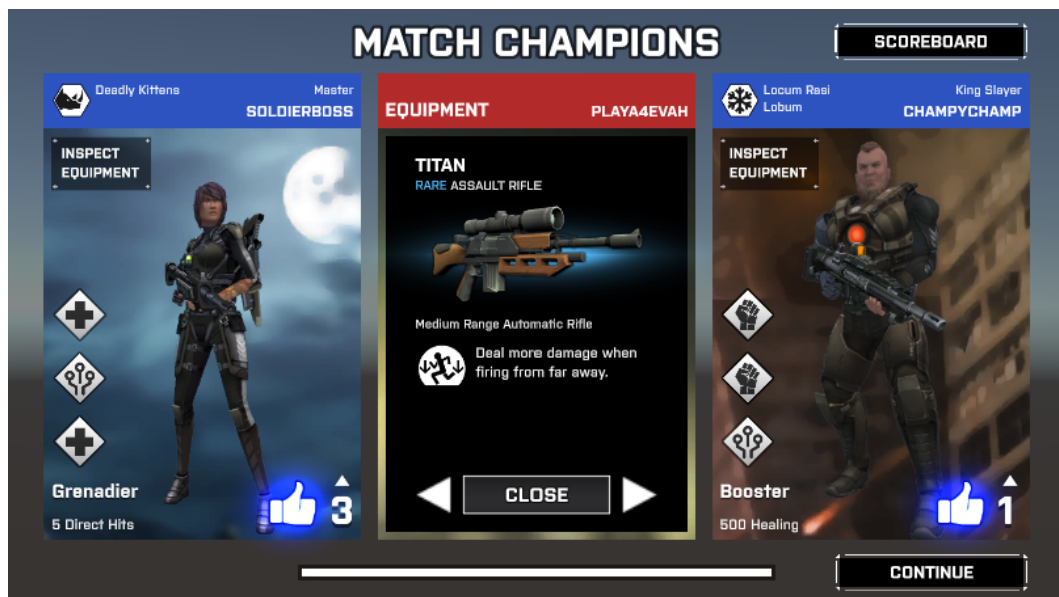 MATCH CHAMPIONS
SCOREBOARD
Deadly Kittens
Master
SOLDIERBOSS
INSPECT
EQUIPMENT
Grenadier
5 Direct Hits
3
EQUIPMENT
PLAYA4EVAH
TITAN
RARE ASSAULT RIFLE
Medium Range Automatic Rifle
Deal more damage when
firing from far away.
CLOSE
Locum Rasi
Lobum
King Slayer
CHAMPYCHAMP
INSPECT
EQUIPMENT
Booster
500 Healing
1
CONTINUE